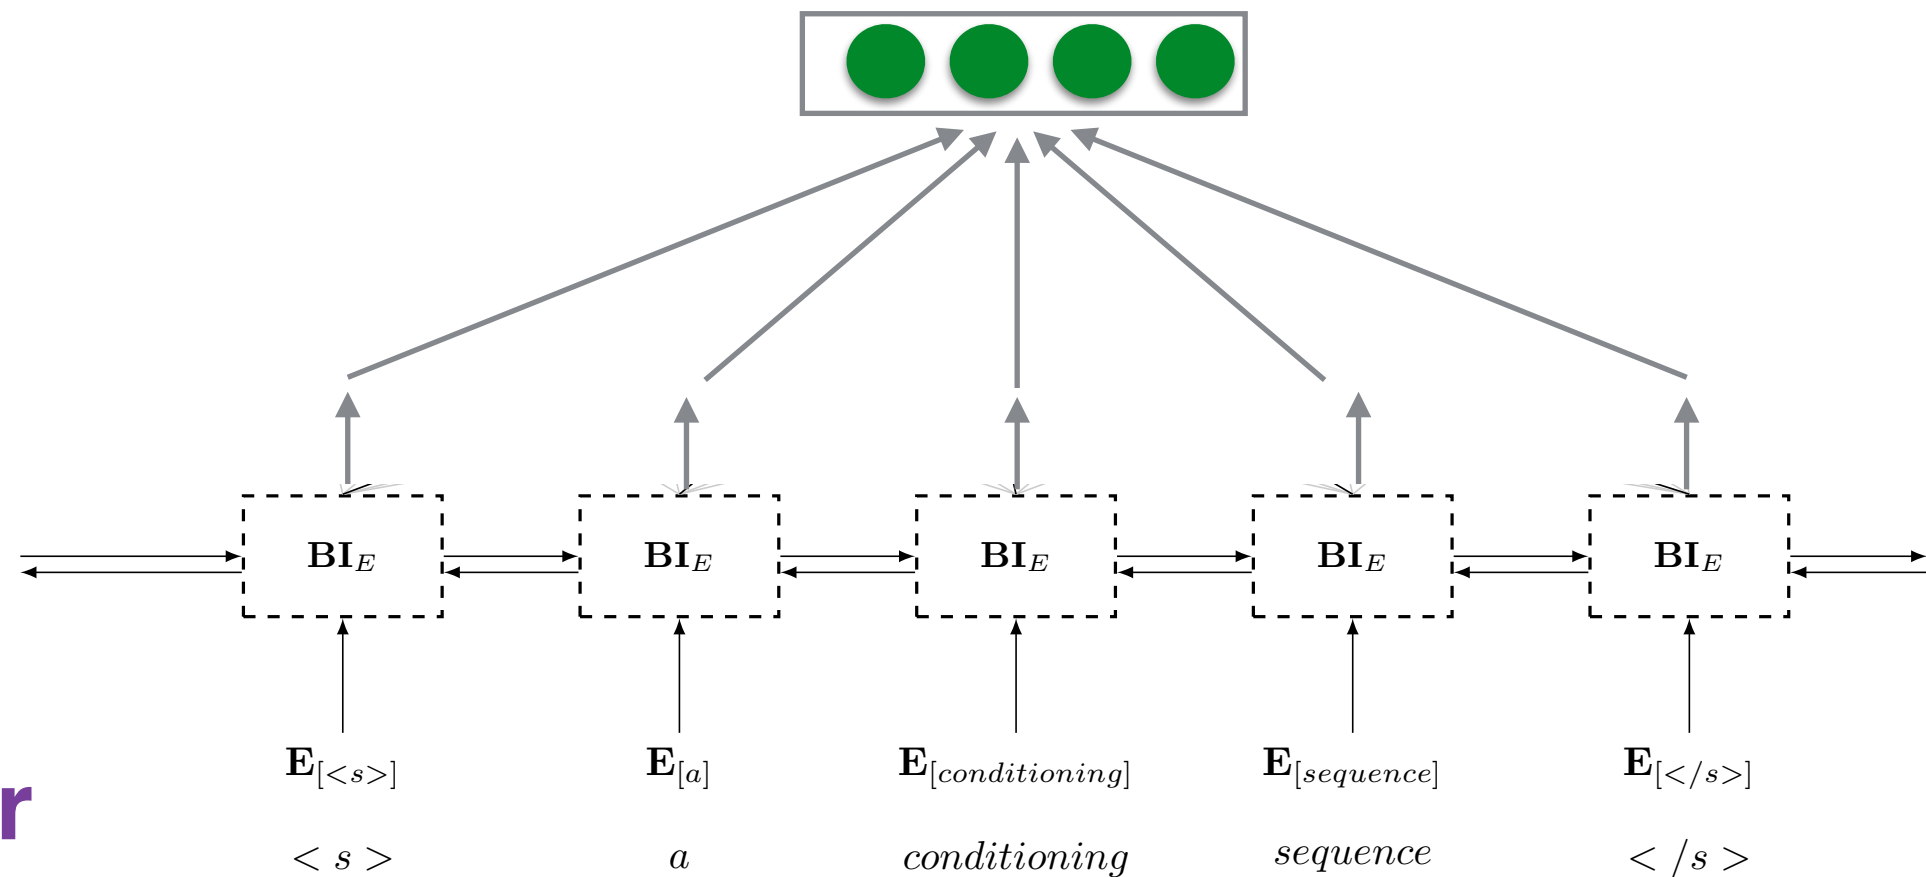 BI_E BI_E BI_E BI_E BI_E
E_[<s>] E_[a] E_[conditioning] E_[sequence] E_[</s>]
r
< s > a conditioning sequence < /s >